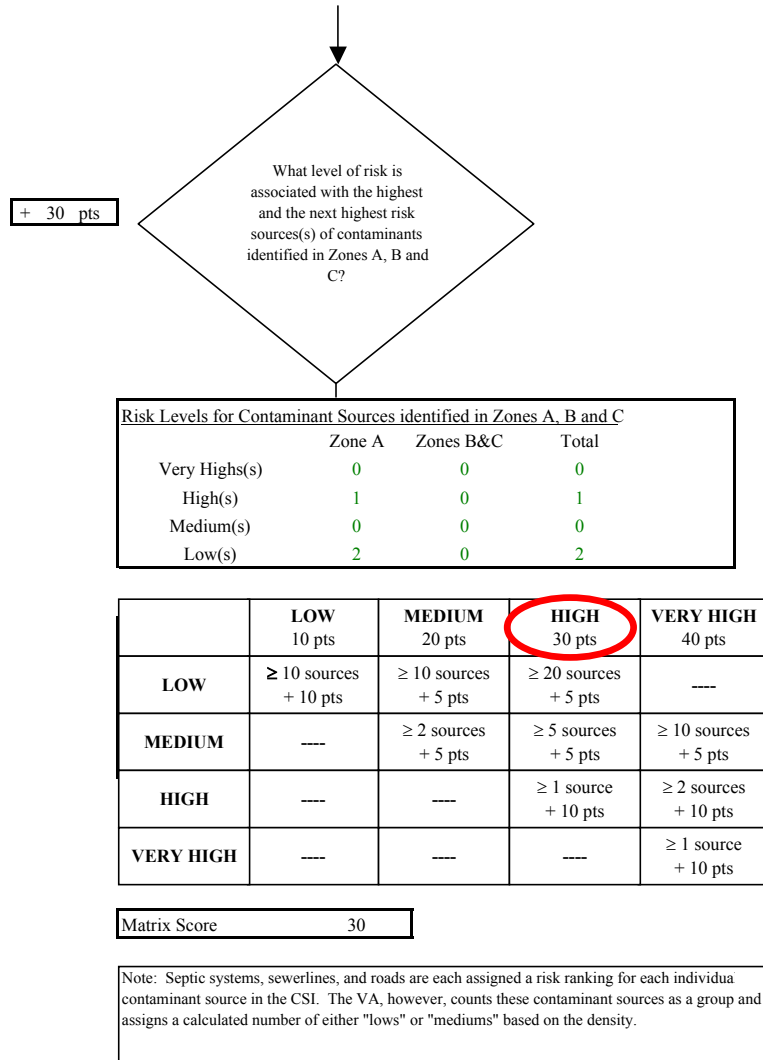 What level of risk is
associated with the highest
and the next highest risk
sources(s) of contaminants
identified in Zones A, B and
C?
+ 30 pts
Risk Levels for Contaminant Sources identified in Zones A, B and C
Zone A Zones B&C Total
Very Highs(s) 0 0 0
High(s) 1 0 1
Medium(s) 0 0 0
Low(s) 2 0 2
LOW MEDIUM HIGH VERY HIGH
10 pts 20 pts 30 pts 40 pts
LOW ≥ 10 sources ≥ 10 sources ≥ 20 sources ----
+ 10 pts + 5 pts + 5 pts
MEDIUM ---- ≥ 2 sources ≥ 5 sources ≥ 10 sources
+ 5 pts + 5 pts + 5 pts
HIGH ---- ---- ≥ 1 source ≥ 2 sources
+ 10 pts + 10 pts
VERY HIGH ---- ---- ---- ≥ 1 source
+ 10 pts
Matrix Score 30
Note: Septic systems, sewerlines, and roads are each assigned a risk ranking for each individua
contaminant source in the CSI. The VA, however, counts these contaminant sources as a group and
assigns a calculated number of either "lows" or "mediums" based on the density.